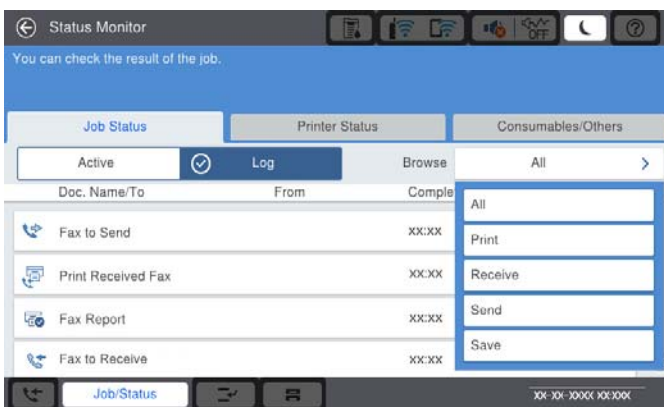 Status Monitor
OFF
You can check the result of the job.
Job Status Printer Status Consumables/Others
Active Log Browse All
Doc. Name/To From Comple
All
Fax to Send XX:XX
Print
Print Received Fax XX:XX
Receive
Fax Report XX:XX
Send
Save
Fax to Receive XX:XX
Job/Status XX-XX-XXXX XX:XXX